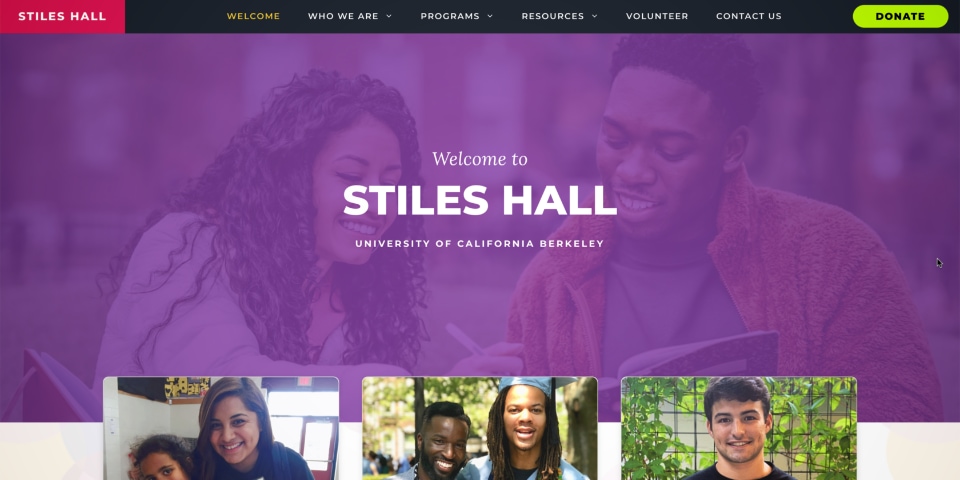 STILES HALL
WELCOME
WHO WE ARE
PROGRAMS
RESOURCES
VOLUNTEER
CONTACT US
DONATE
Welcome to
STILES HALL
UNIVERSITY OF CALIFORNIA BERKELEY